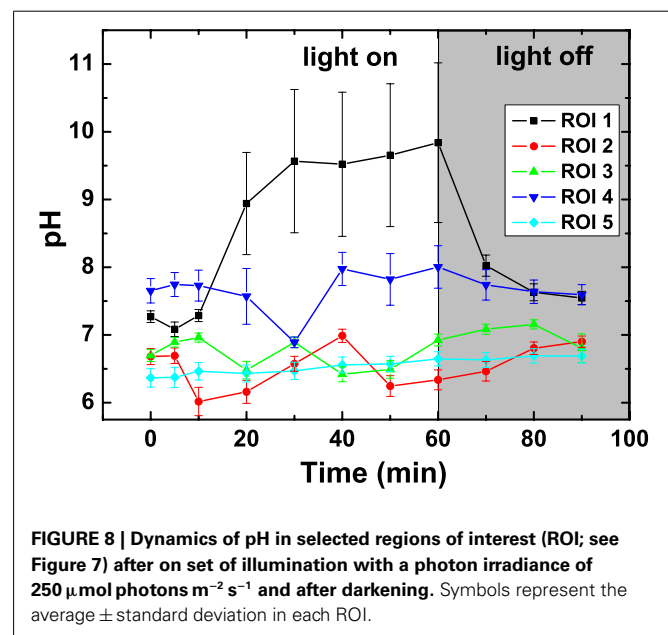 light on
light off
11
10
9
8
7
6
pH
ROI 1
ROI 2
ROI 3
ROI 4
ROI 5
0
20
40
60
80
100
Time (min)
FIGURE 8 | Dynamics of pH in selected regions of interest (ROI; see
Figure 7) after on set of illumination with a photon irradiance of
250 μmol photons m⁻² s⁻¹ and after darkening. Symbols represent the
average ± standard deviation in each ROI.